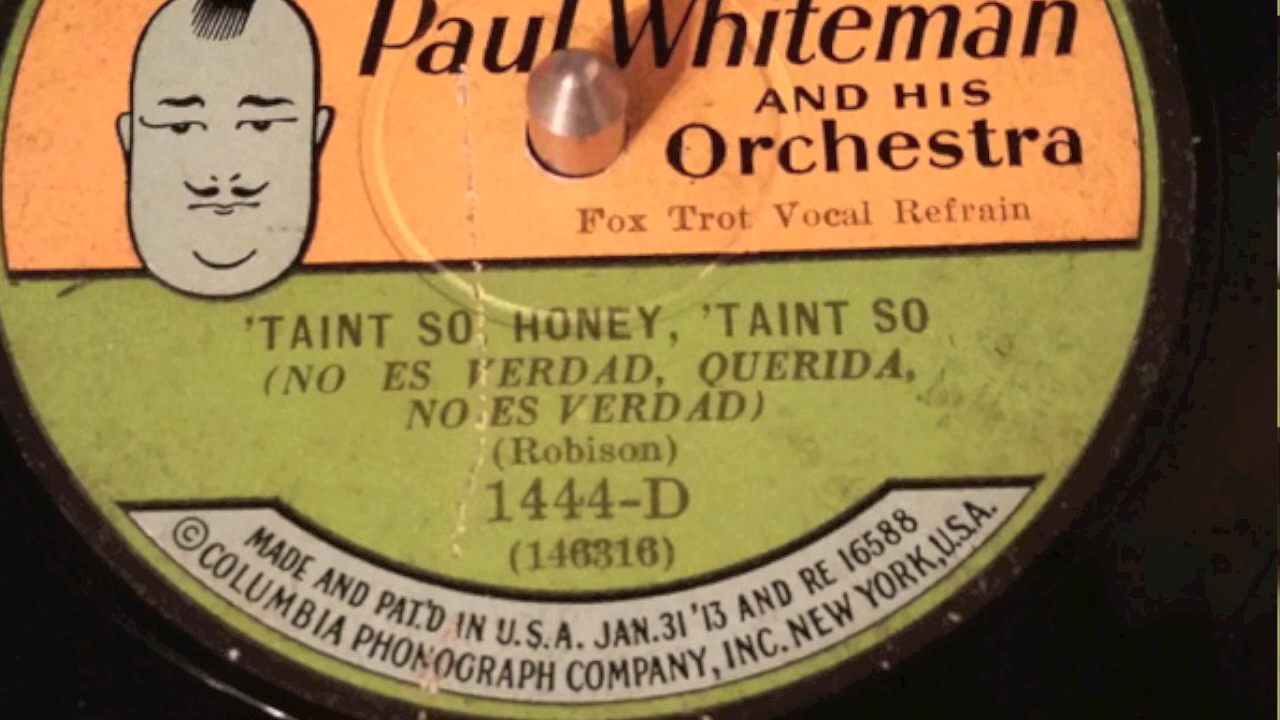 Paul Whiteman
AND HIS
Orchestra
Fox Trot Vocal Refrain
'TAINT SO HONEY, 'TAINT SO
(NO ES VERDAD, QUERIDA,
NO ES VERDAD)
(Robison)
1444-D
(146316)
MADE AND PAT'D IN U.S.A. JAN.31 '13 AND RE 16588
© COLUMBIA PHONOGRAPH COMPANY, INC. NEW YORK, U.S.A.